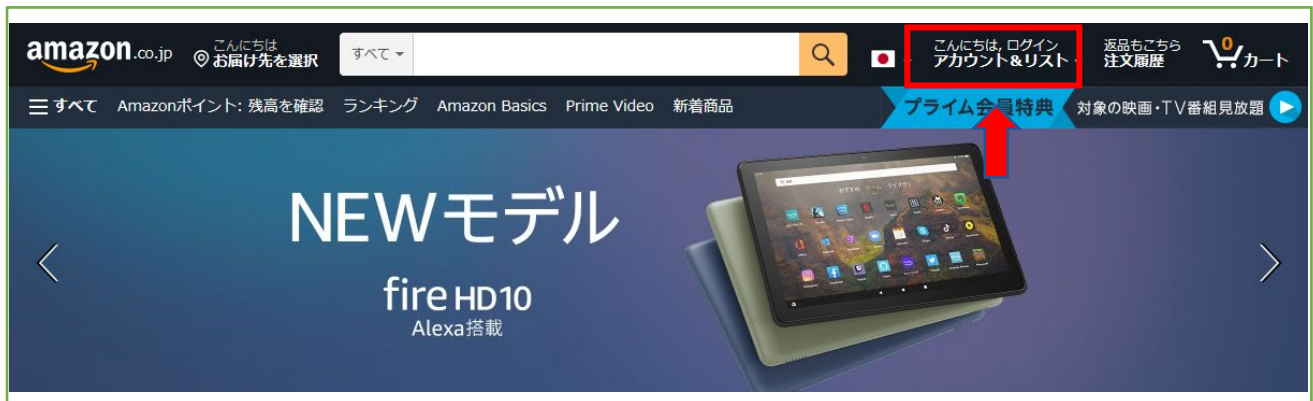 amazon.co.jp
こんにちは
お届け先を選択
すべて
こんにちは, ログイン
アカウント&リスト
返品もこちら
注文履歴
0
カート
すべて
Amazonポイント: 残高を確認
ランキング
Amazon Basics
Prime Video
新着商品
プライム会員特典
対象の映画・TV番組見放題
NEWモデル
fire HD10
Alexa搭載